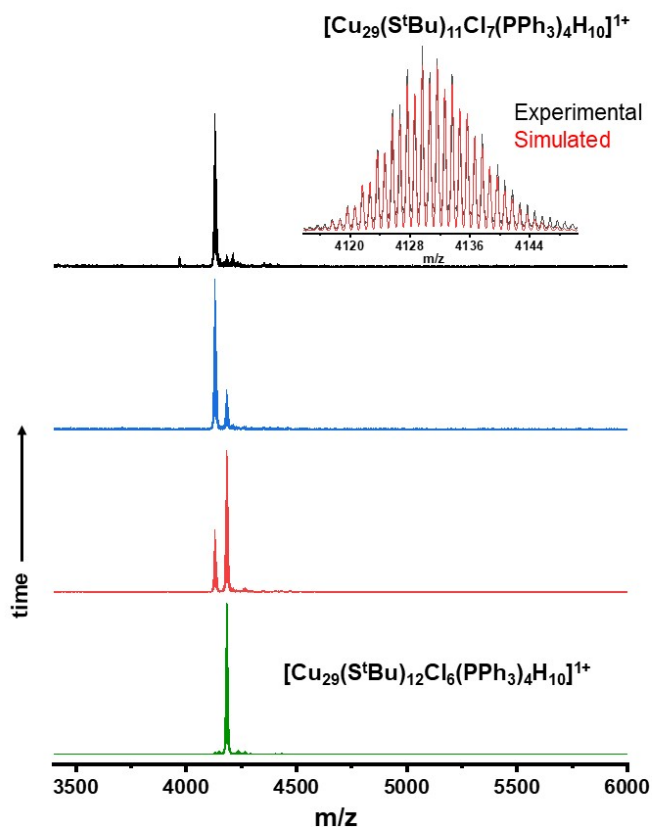 [Cu₂₉(SᵗBu)₁₁Cl₇(PPh₃)₄H₁₀]¹⁺
Experimental
Simulated
4120 4128 4136 4144
m/z
time
[Cu₂₉(SᵗBu)₁₂Cl₆(PPh₃)₄H₁₀]¹⁺
3500 4000 4500 5000 5500 6000
m/z